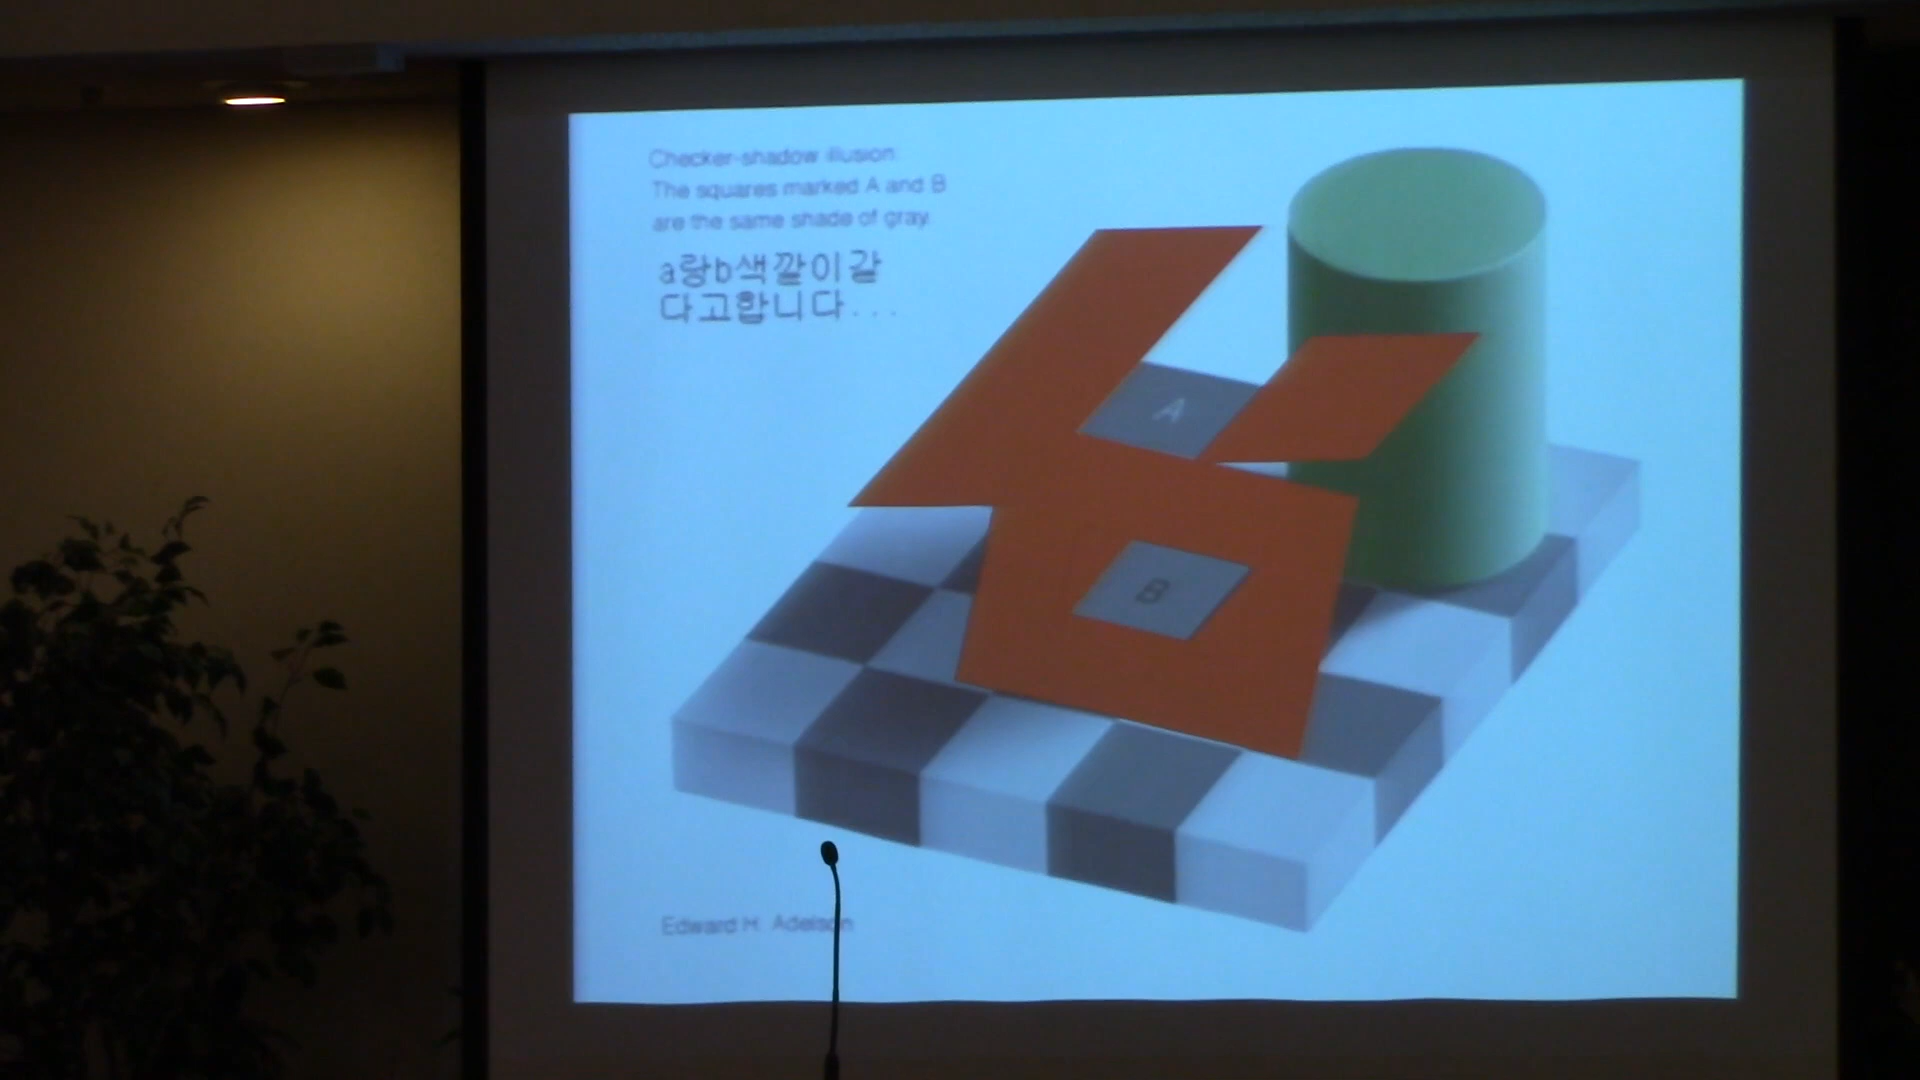 Checker-shadow illusion:
The squares marked A and B
are the same shade of gray.
a랑b색깔이같
다고합니다...
A
B
Edward H. Adelson